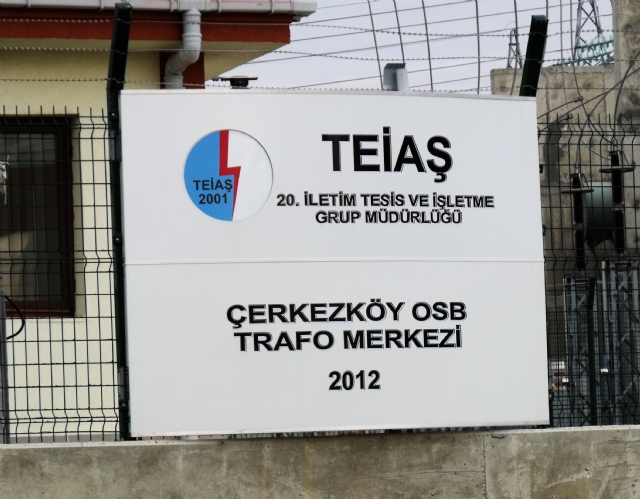 TEİAŞ
TEİAŞ
2001
20. İLETİM TESİS VE İŞLETME
GRUP MÜDÜRLÜĞÜ
ÇERKEZKÖY OSB
TRAFO MERKEZİ
2012